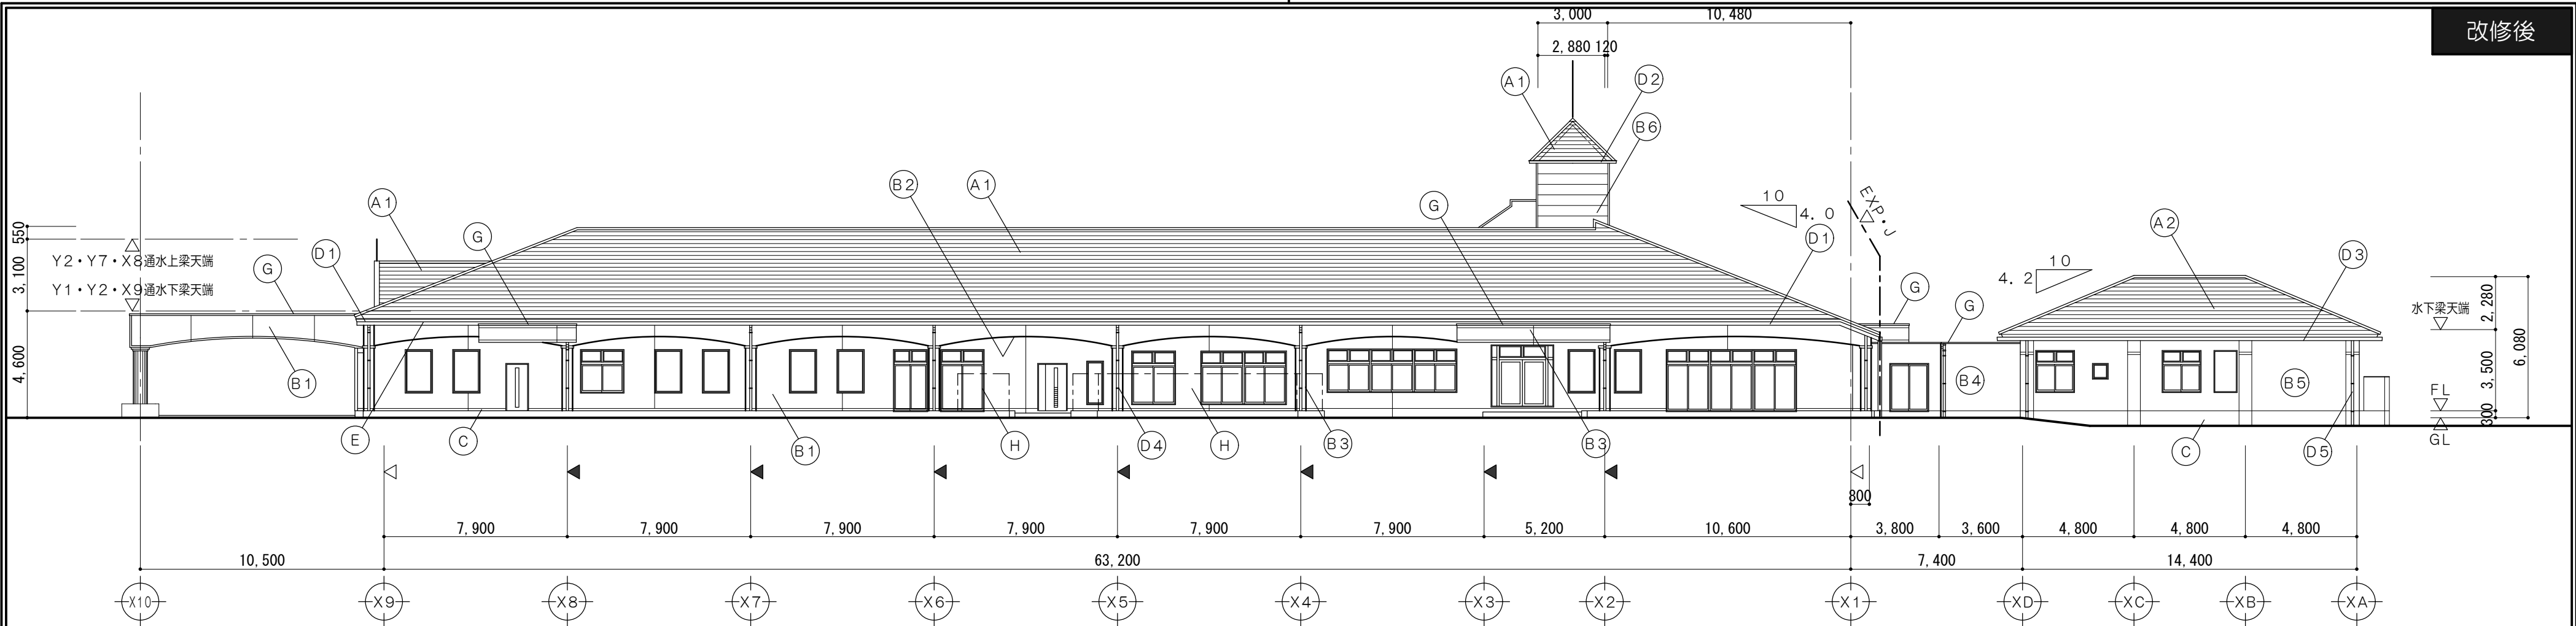 3,000 10,480
改修後
2,880 120
A1 D2
B6
B2 A1 10 EXP.J
A1 G 4.0
G D1 D1 10 A2
550
Y2・Y7・X8通水上梁天端
G 4.2 D3
3,100
Y1・Y2・X9通水下梁天端
G G 水下梁天端 2,280
4,600 6,080
B1 B4 B5 3,500
FL
300
E C B1 H D4 H B3 B3 C D5 GL
800
7,900 7,900 7,900 7,900 7,900 7,900 5,200 10,600 3,800 3,600 4,800 4,800 4,800
10,500 63,200 7,400 14,400
X10 X9 X8 X7 X6 X5 X4 X3 X2 X1 XD XC XB XA